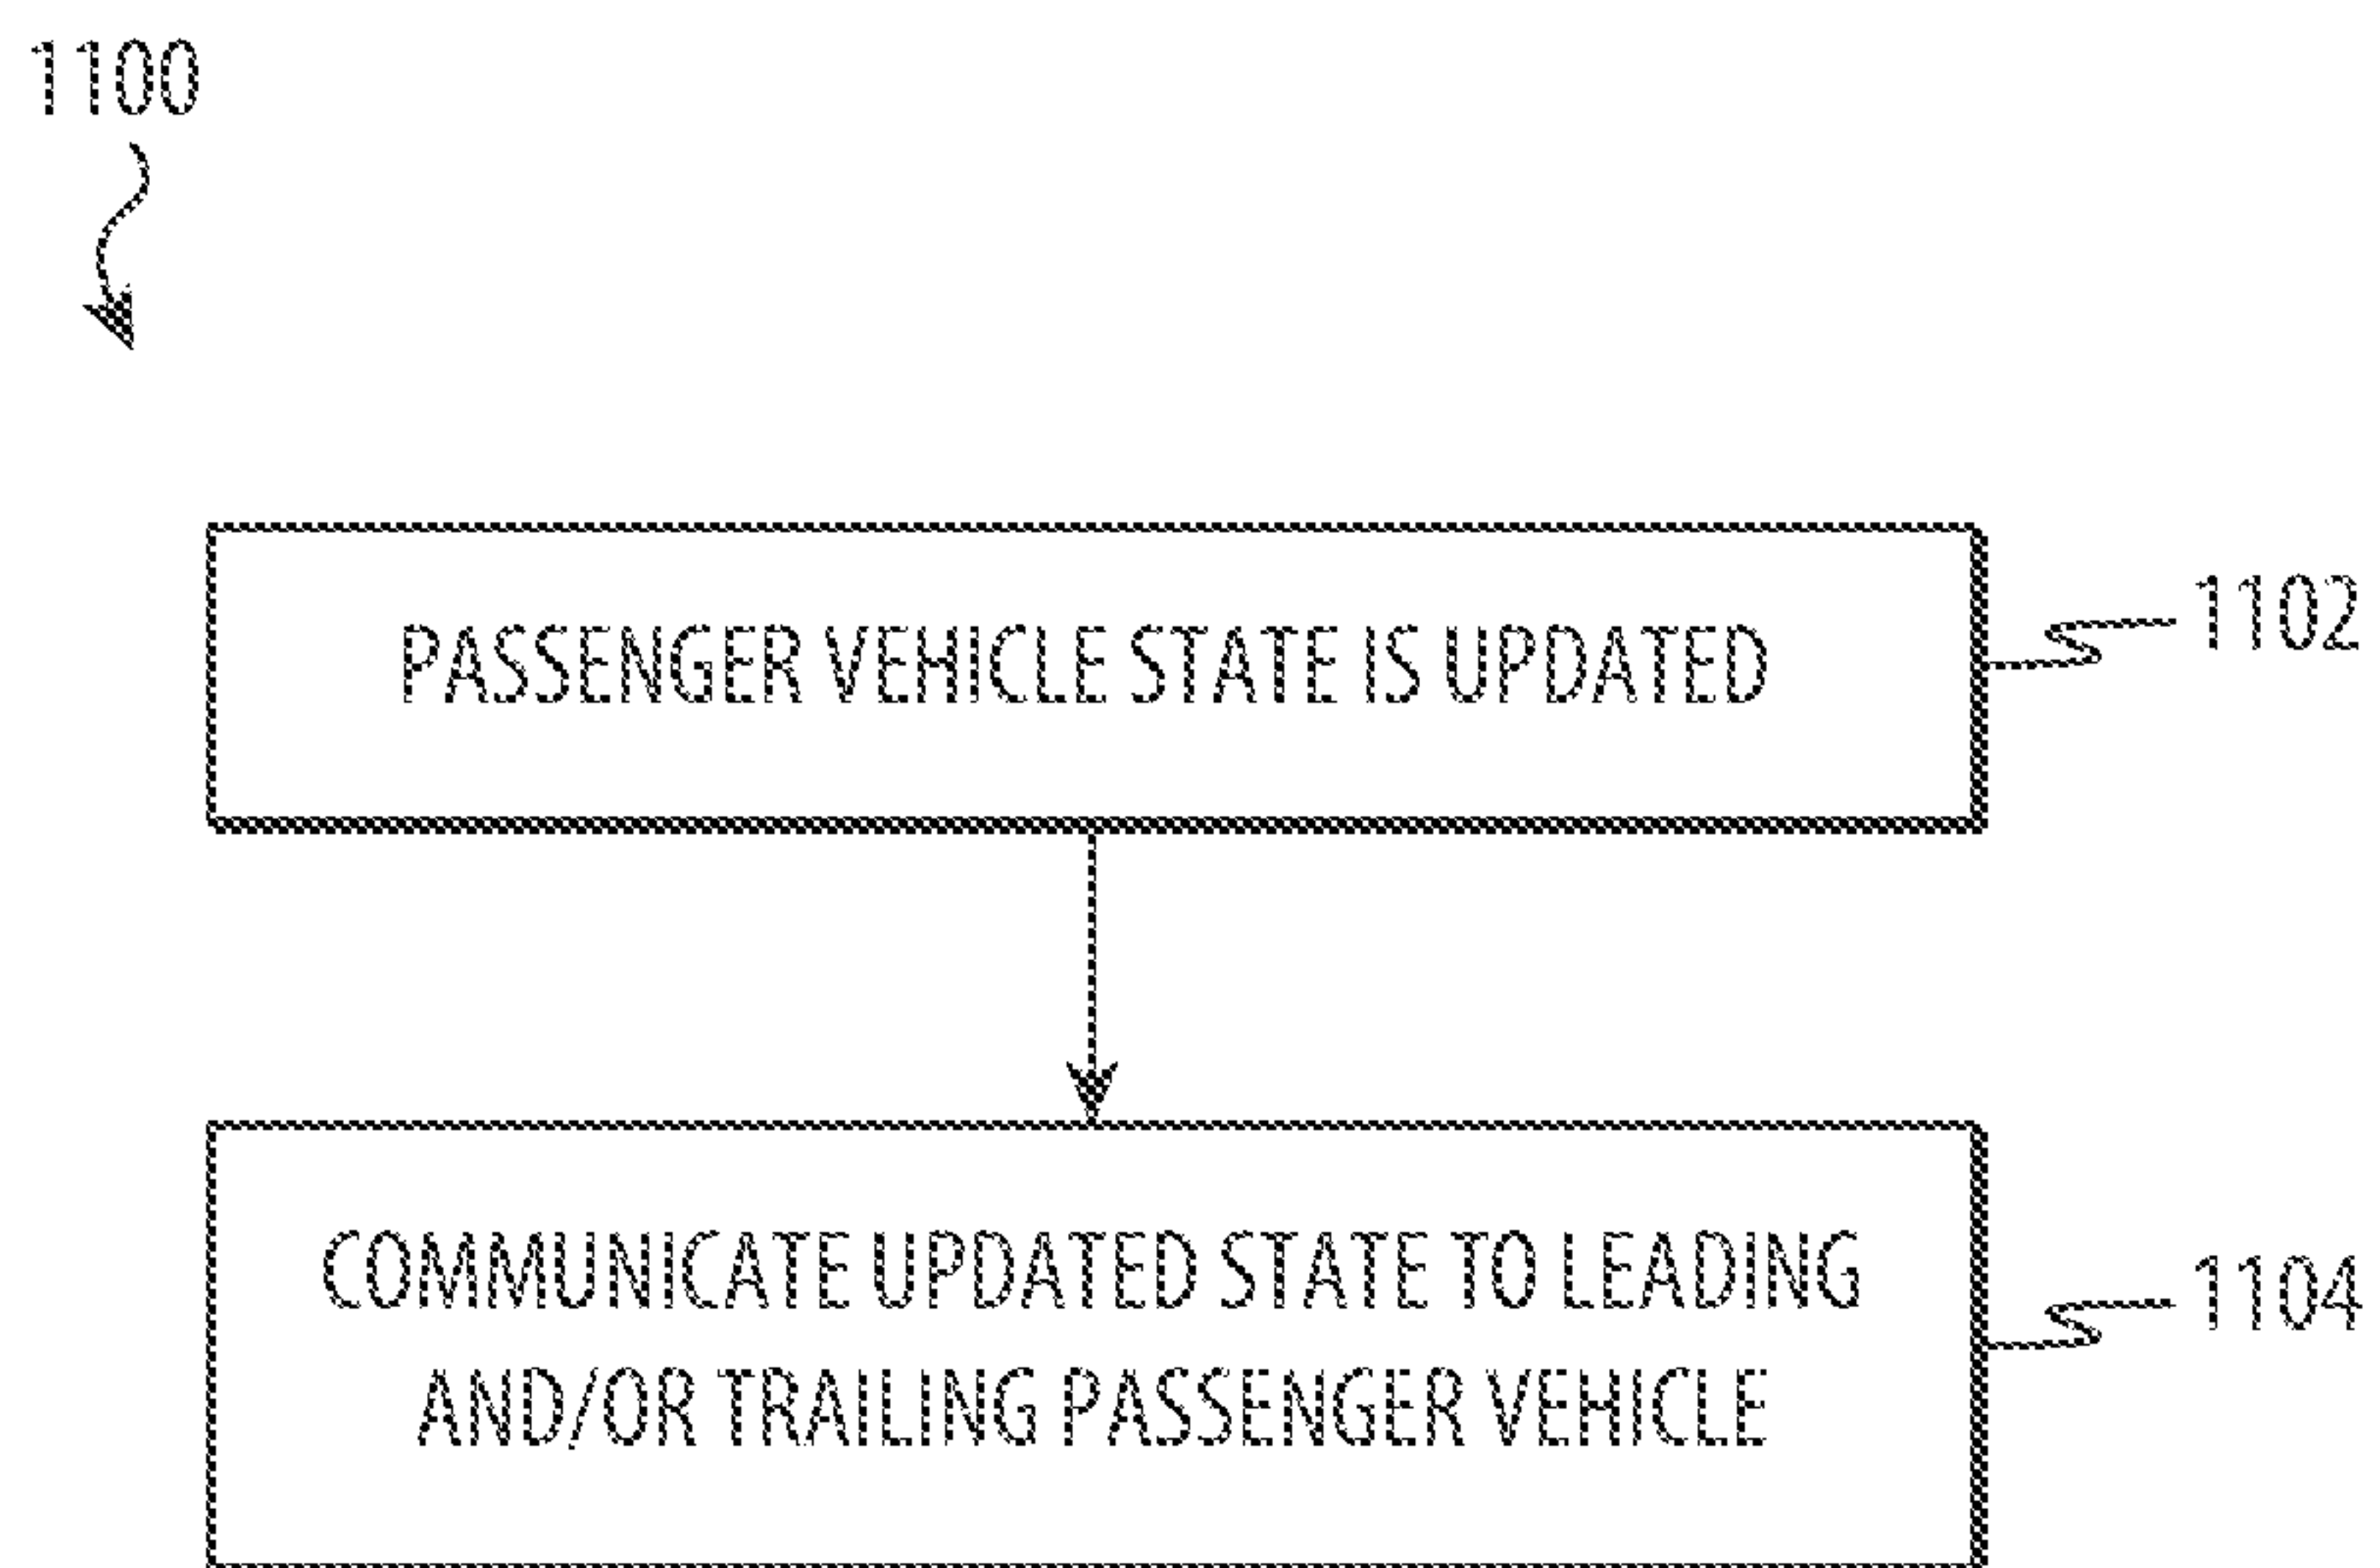 1100
PASSENGER VEHICLE STATE IS UPDATED
1102
COMMUNICATE UPDATED STATE TO LEADING
AND/OR TRAILING PASSENGER VEHICLE
1104